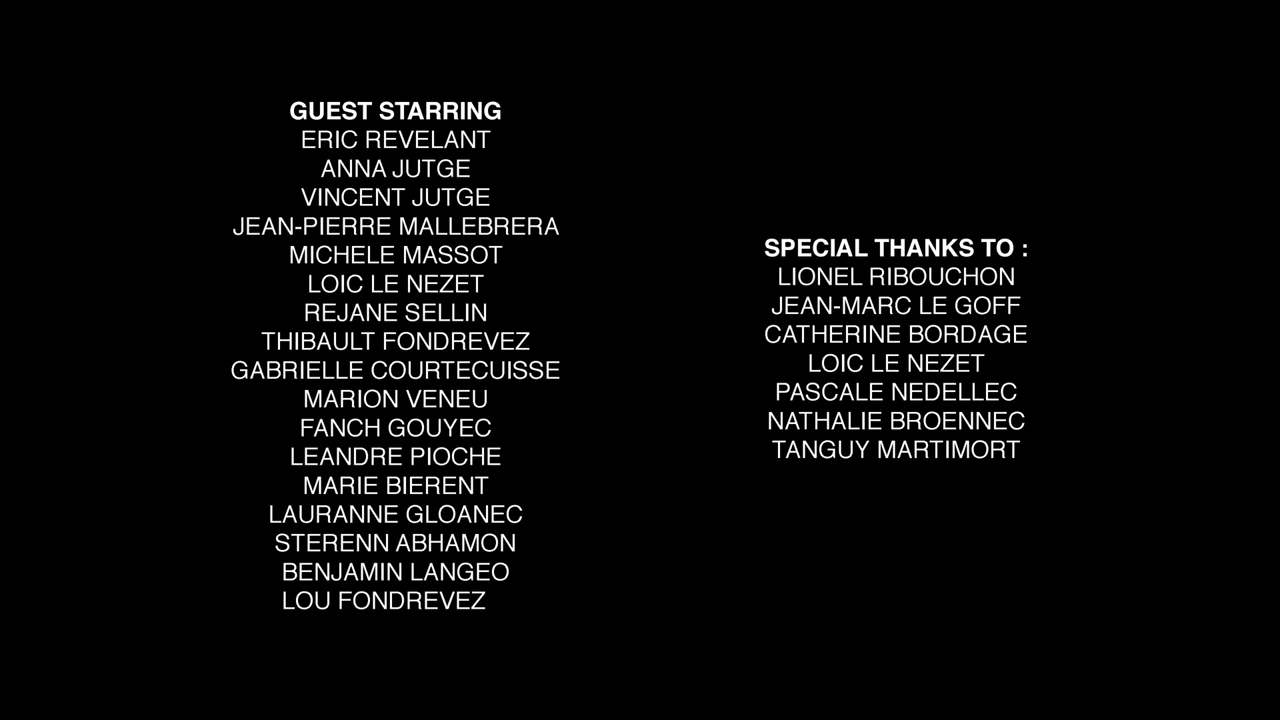 GUEST STARRING
ERIC REVELANT
ANNA JUTGE
VINCENT JUTGE
JEAN-PIERRE MALLEBRERA
MICHELE MASSOT
LOIC LE NEZET
REJANE SELLIN
THIBAULT FONDREVEZ
GABRIELLE COURTECUISSE
MARION VENEU
FANCH GOUYEC
LEANDRE PIOCHE
MARIE BIERENT
LAURANNE GLOANEC
STERENN ABHAMON
BENJAMIN LANGEO
LOU FONDREVEZ
SPECIAL THANKS TO :
LIONEL RIBOUCHON
JEAN-MARC LE GOFF
CATHERINE BORDAGE
LOIC LE NEZET
PASCALE NEDELLEC
NATHALIE BROENNEC
TANGUY MARTIMORT